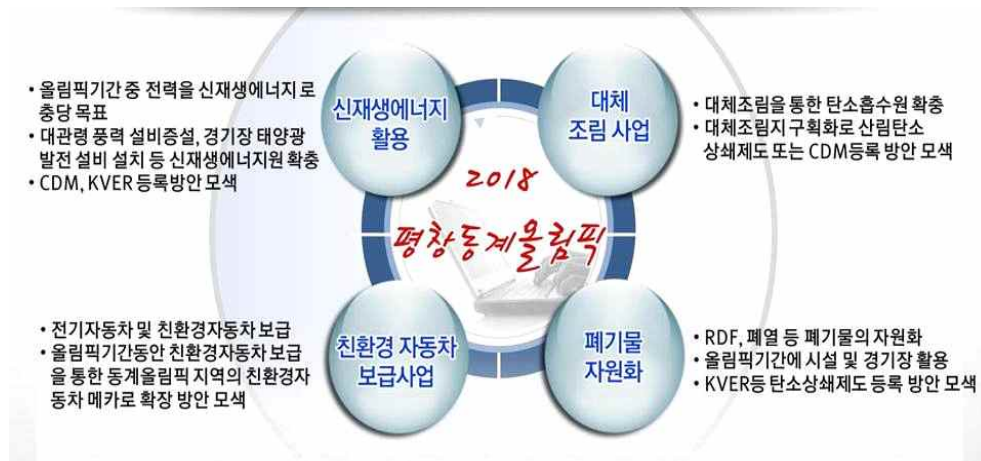 • 올림픽기간 중 전력을 신재생에너지로
충당 목표
• 대관령 풍력 설비증설, 경기장 태양광
발전 설비 설치 등 신재생에너지원 확충
• CDM, KVER 등록방안 모색
신재생에너지
활용
대체
조림 사업
• 대체조림을 통한 탄소흡수원 확충
• 대체조림지 구획화로 산림탄소
상쇄제도 또는 CDM등록 방안 모색
2018
평창동계올림픽
• 전기자동차 및 친환경자동차 보급
• 올림픽기간동안 친환경자동차 보급
을 통한 동계올림픽 지역의 친환경자
동차 메카로 확장 방안 모색
친환경 자동차
보급사업
폐기물
자원화
• RDF, 폐열 등 폐기물의 자원화
• 올림픽기간에 시설 및 경기장 활용
• KVER등 탄소상쇄제도 등록 방안 모색